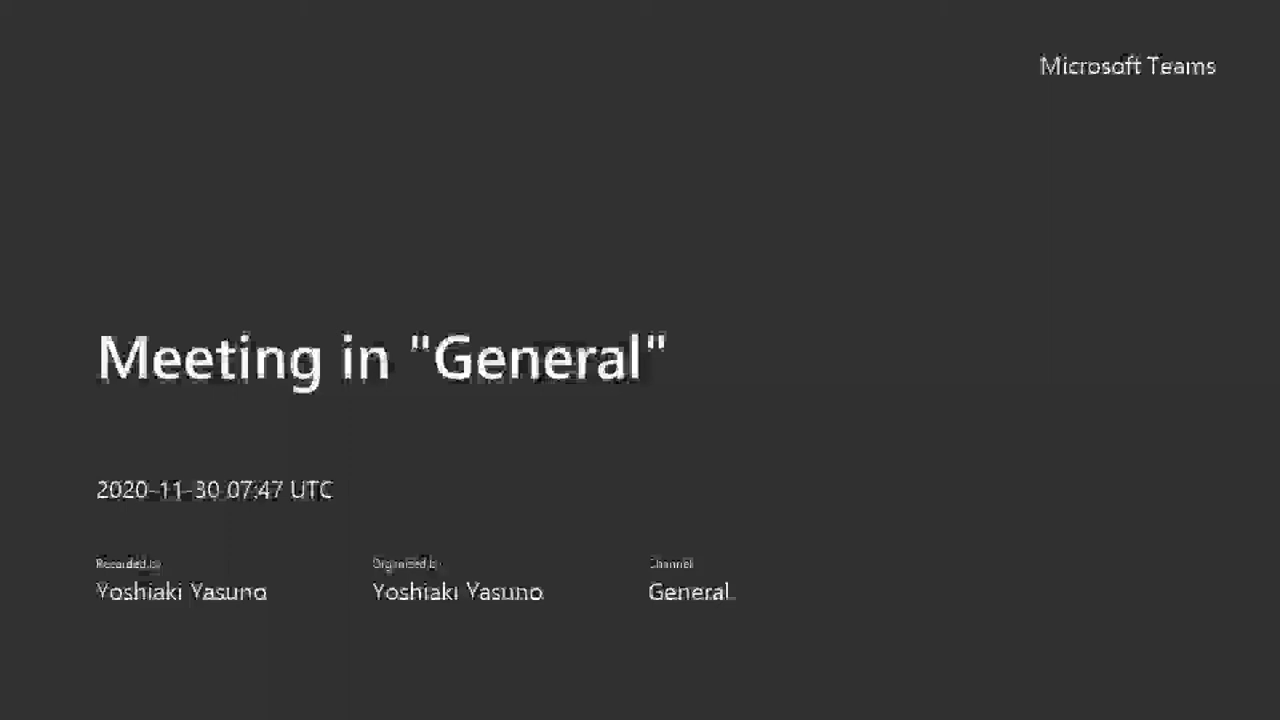 Microsoft Teams
Meeting in "General"
2020-11-30 07:47 UTC
Recorded by Organized by Channel
Yoshiaki Yasuno Yoshiaki Yasuno General